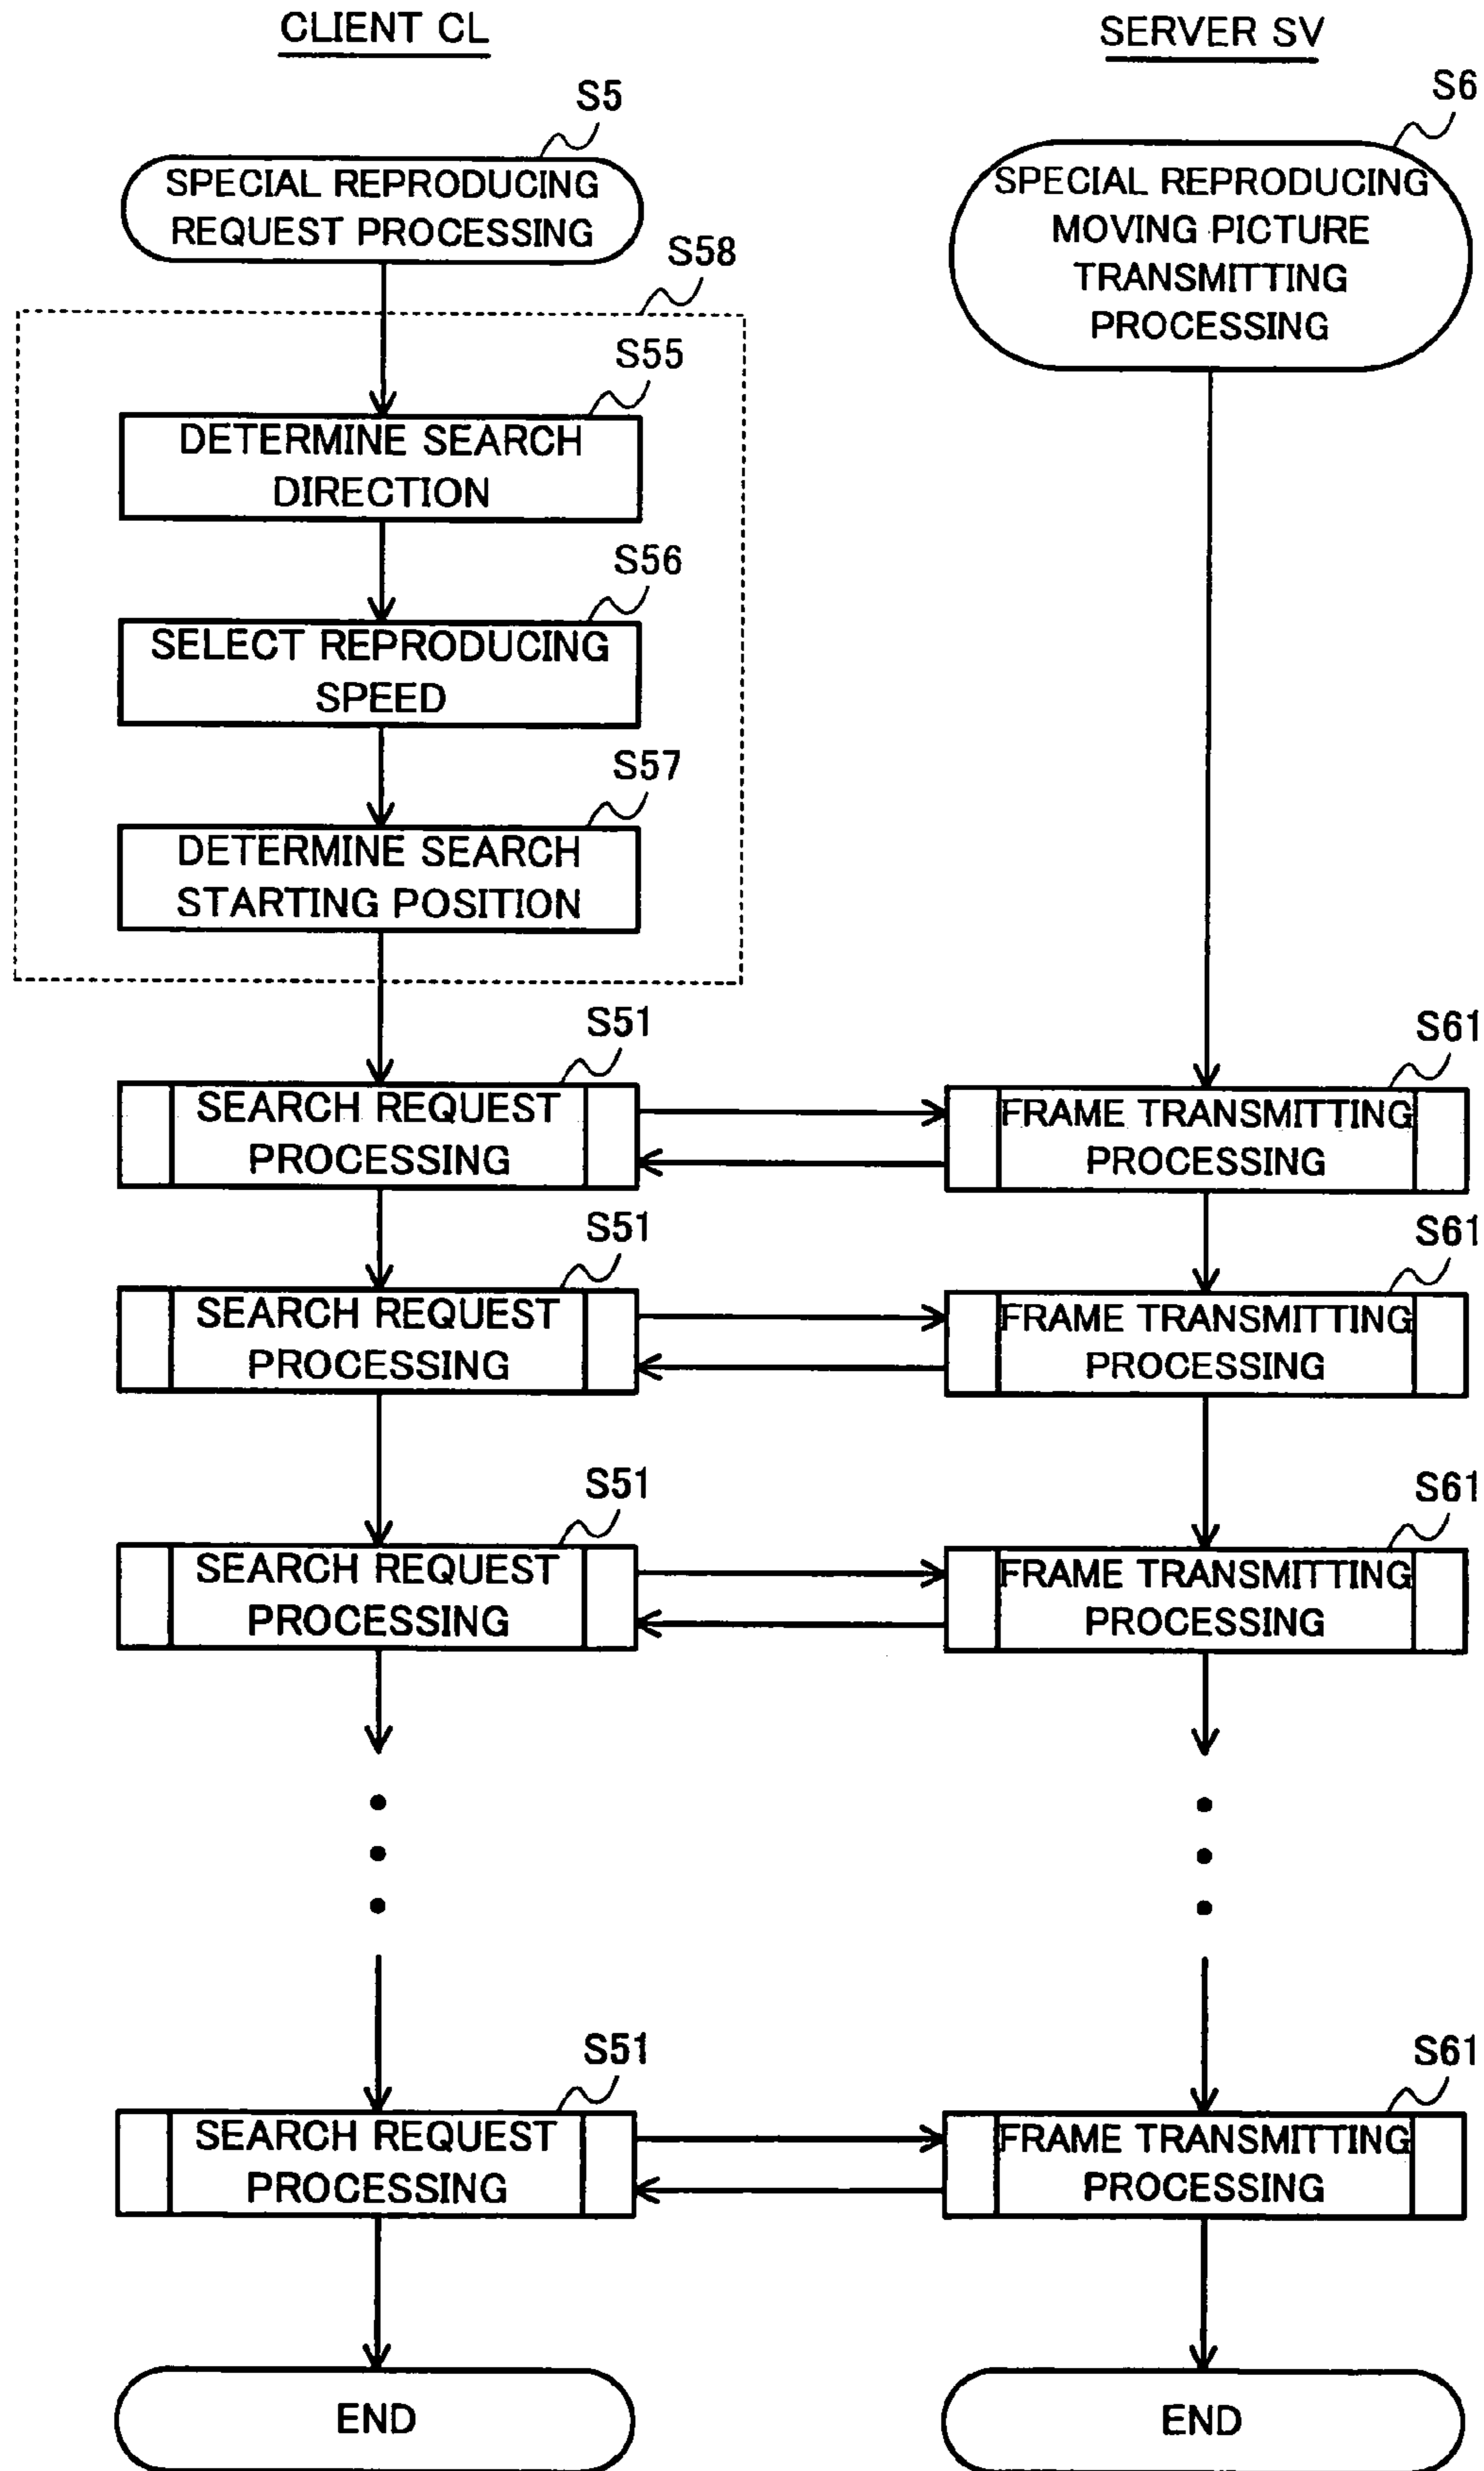 CLIENT CL
SERVER SV
S5
SPECIAL REPRODUCING
REQUEST PROCESSING
S6
SPECIAL REPRODUCING
MOVING PICTURE
TRANSMITTING
PROCESSING
S58
S55
DETERMINE SEARCH
DIRECTION
S56
SELECT REPRODUCING
SPEED
S57
DETERMINE SEARCH
STARTING POSITION
S51
SEARCH REQUEST
PROCESSING
S61
FRAME TRANSMITTING
PROCESSING
S51
SEARCH REQUEST
PROCESSING
S61
FRAME TRANSMITTING
PROCESSING
S51
SEARCH REQUEST
PROCESSING
S61
FRAME TRANSMITTING
PROCESSING
S51
SEARCH REQUEST
PROCESSING
S61
FRAME TRANSMITTING
PROCESSING
END
END